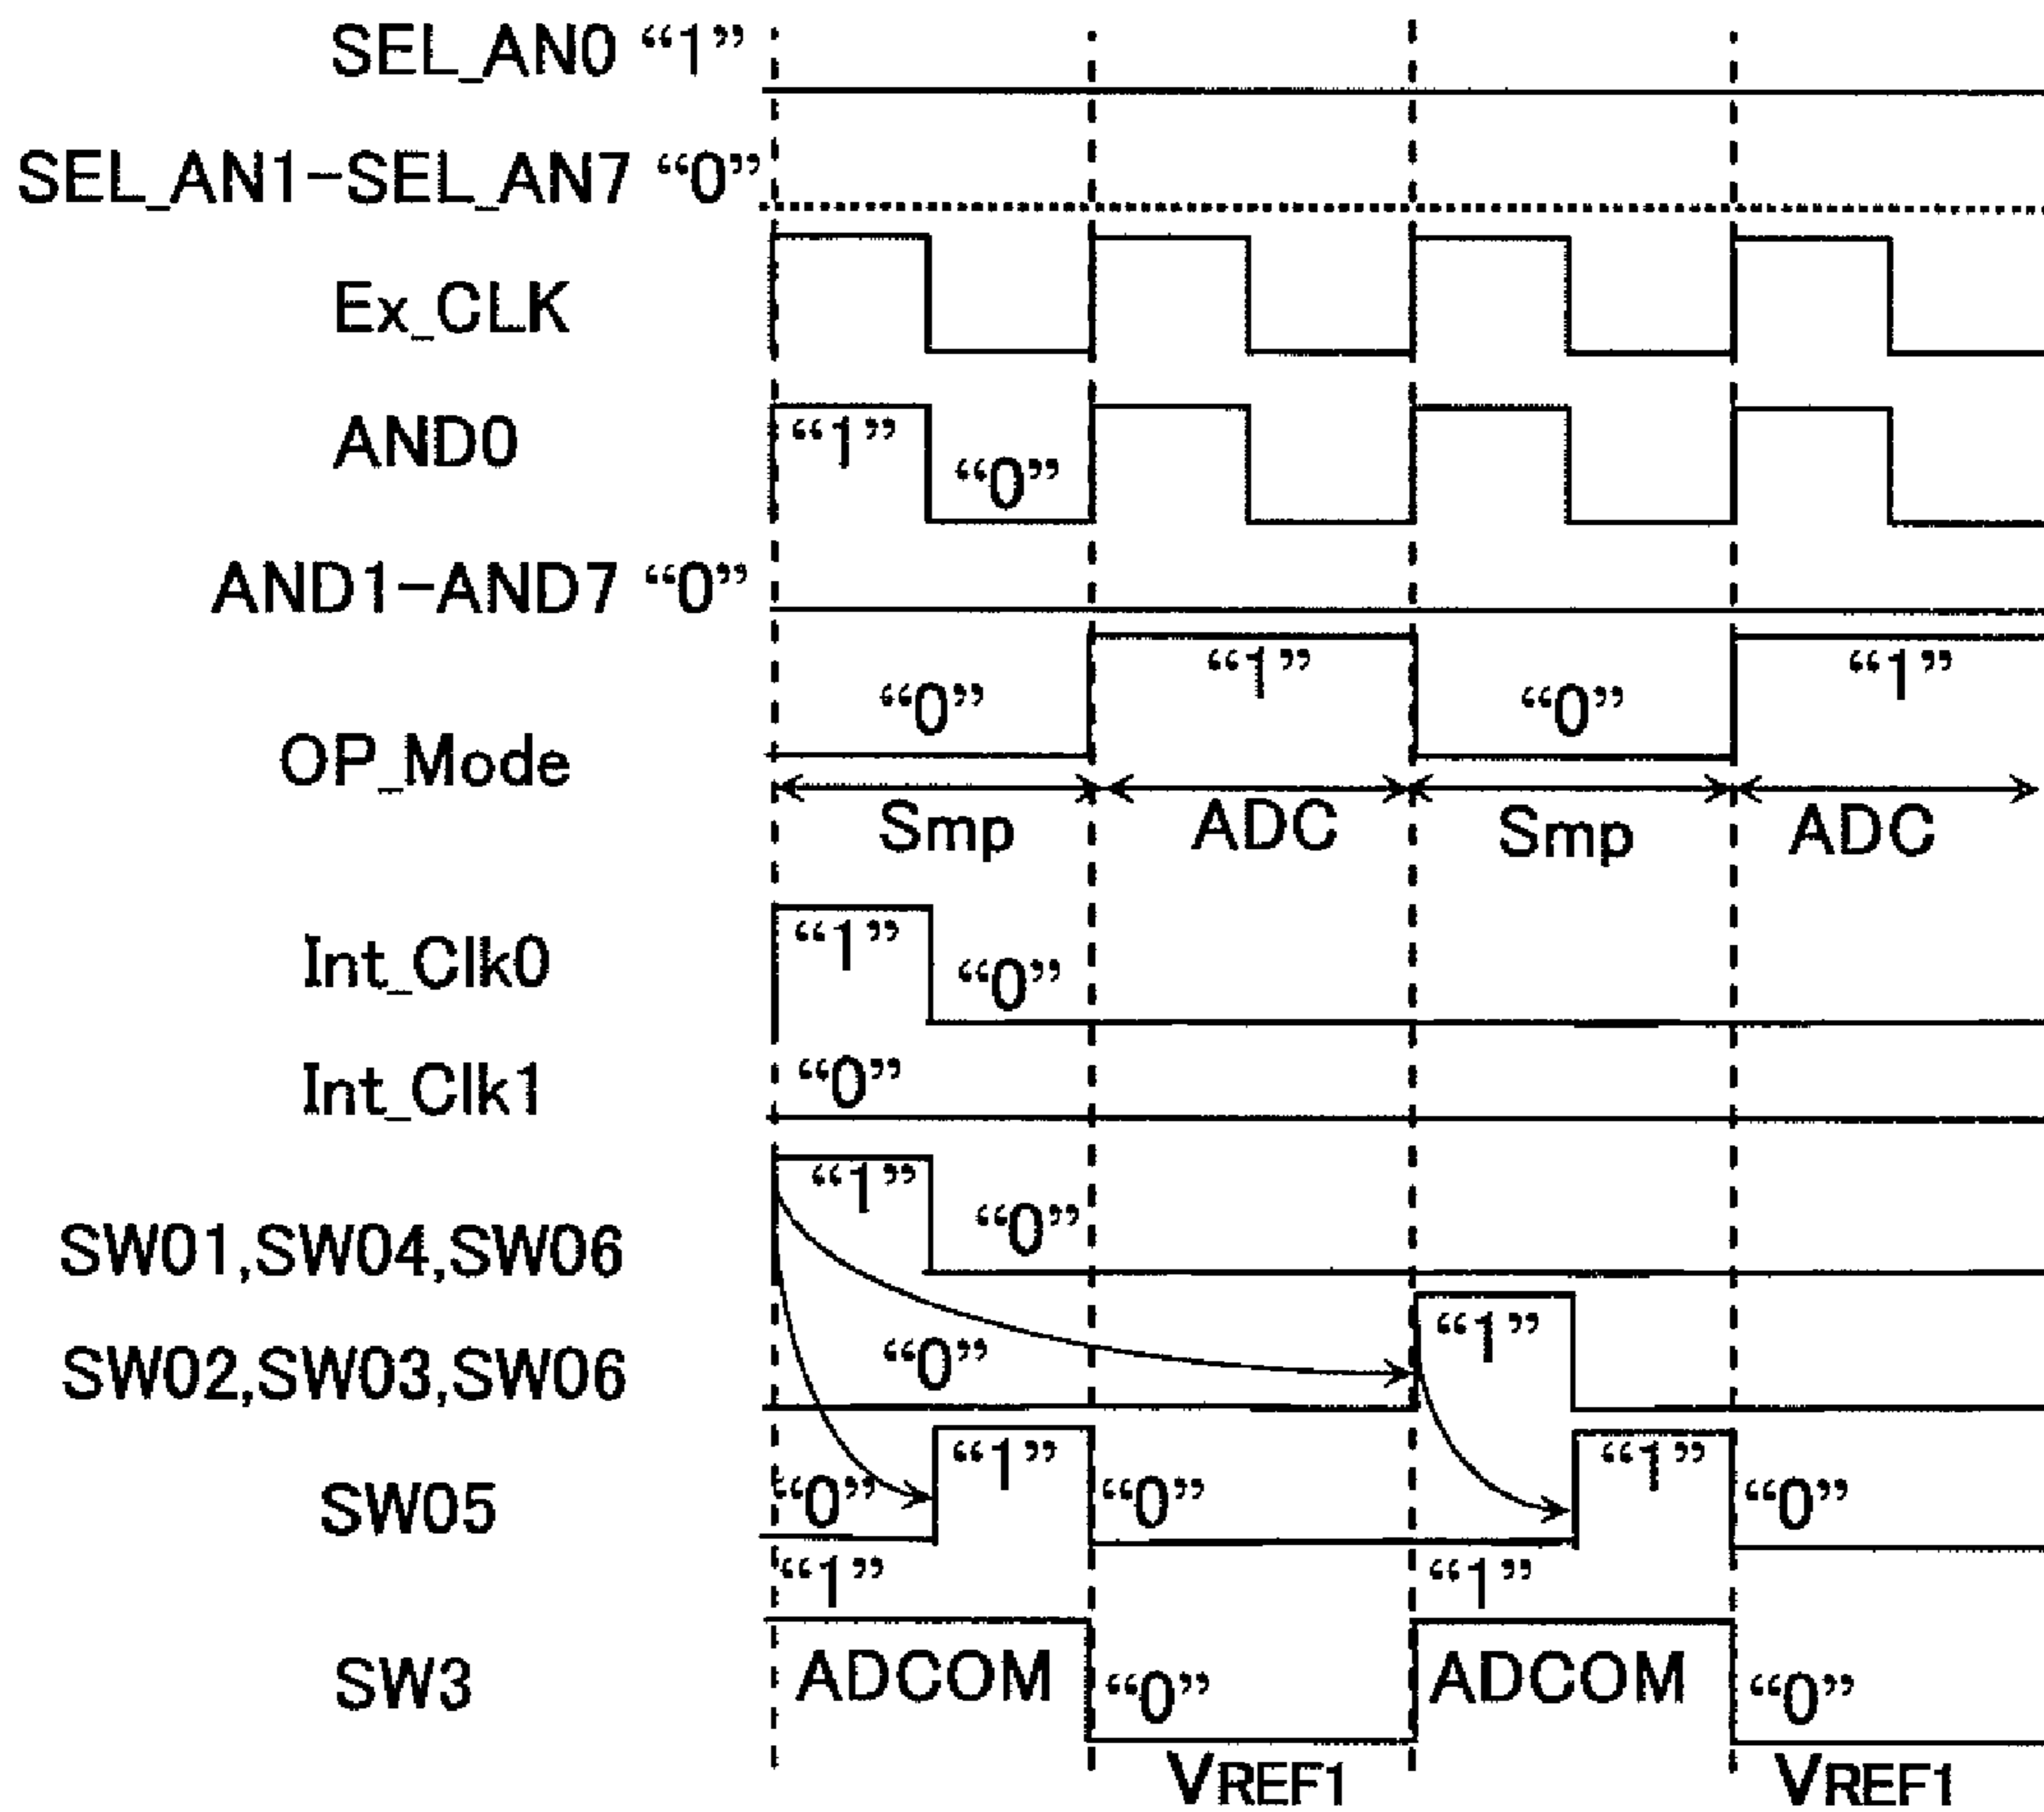 SEL_AN0 “1”
SEL_AN1-SEL_AN7 “0”
Ex_CLK
AND0
“1”
“0”
AND1-AND7 “0”
OP_Mode
“0”
“1”
“0”
“1”
Smp
ADC
Smp
ADC
Int_Clk0
“1”
“0”
Int_Clk1
“0”
SW01,SW04,SW06
“1”
“0”
SW02,SW03,SW06
“0”
“1”
SW05
“0”
“1”
“0”
“1”
“0”
SW3
“1”
ADCOM
“0”
VREF1
“1”
ADCOM
“0”
VREF1